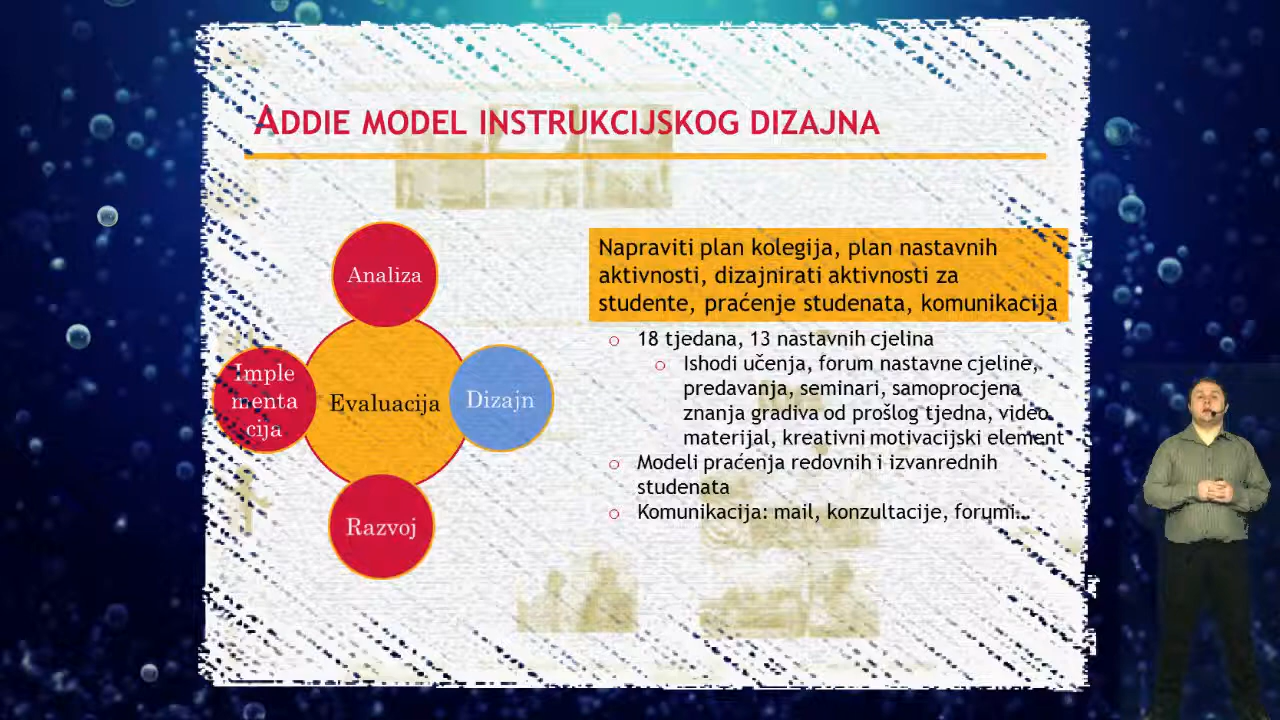 ADDIE MODEL INSTRUKCIJSKOG DIZAJNA
Analiza
Imple
menta
cija
Evaluacija
Dizajn
Razvoj
Napraviti plan kolegija, plan nastavnih
aktivnosti, dizajnirati aktivnosti za
studente, praćenje studenata, komunikacija
18 tjedana, 13 nastavnih cjelina
Ishodi učenja, forum nastavne cjeline,
predavanja, seminari, samoprocjena
znanja gradiva od prošlog tjedna, video
materijal, kreativni motivacijski element
Modeli praćenja redovnih i izvanrednih
studenata
Komunikacija: mail, konzultacije, forumi…